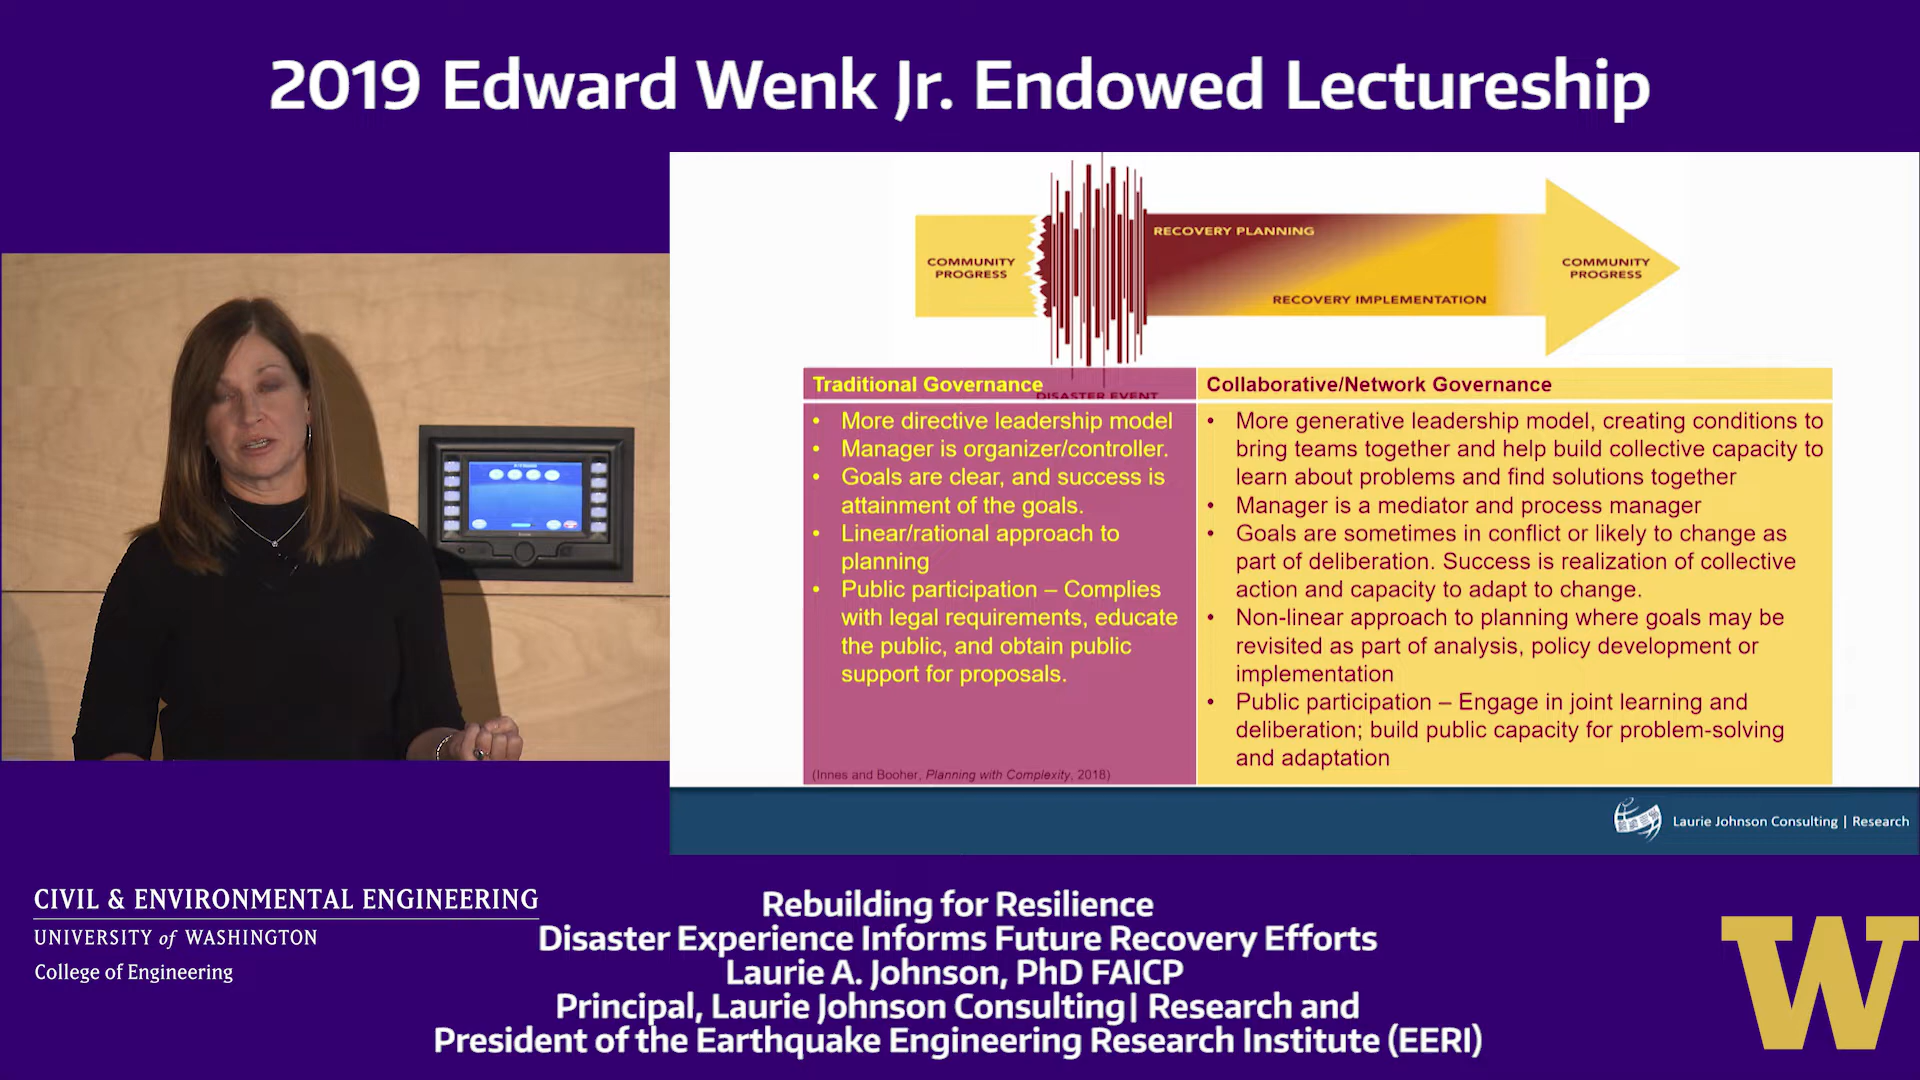 2019 Edward Wenk Jr. Endowed Lectureship
COMMUNITY
PROGRESS
RECOVERY PLANNING
RECOVERY IMPLEMENTATION
COMMUNITY
PROGRESS
DISASTER EVENT
Traditional Governance
• More directive leadership model
• Manager is organizer/controller.
• Goals are clear, and success is
attainment of the goals.
• Linear/rational approach to
planning
• Public participation – Complies
with legal requirements, educate
the public, and obtain public
support for proposals.
(Innes and Booher, Planning with Complexity, 2018)
Collaborative/Network Governance
• More generative leadership model, creating conditions to
bring teams together and help build collective capacity to
learn about problems and find solutions together
• Manager is a mediator and process manager
• Goals are sometimes in conflict or likely to change as
part of deliberation. Success is realization of collective
action and capacity to adapt to change.
• Non-linear approach to planning where goals may be
revisited as part of analysis, policy development or
implementation
• Public participation – Engage in joint learning and
deliberation; build public capacity for problem-solving
and adaptation
Laurie Johnson Consulting | Research
CIVIL & ENVIRONMENTAL ENGINEERING
UNIVERSITY of WASHINGTON
College of Engineering
Rebuilding for Resilience
Disaster Experience Informs Future Recovery Efforts
Laurie A. Johnson, PhD FAICP
Principal, Laurie Johnson Consulting| Research and
President of the Earthquake Engineering Research Institute (EERI)
W